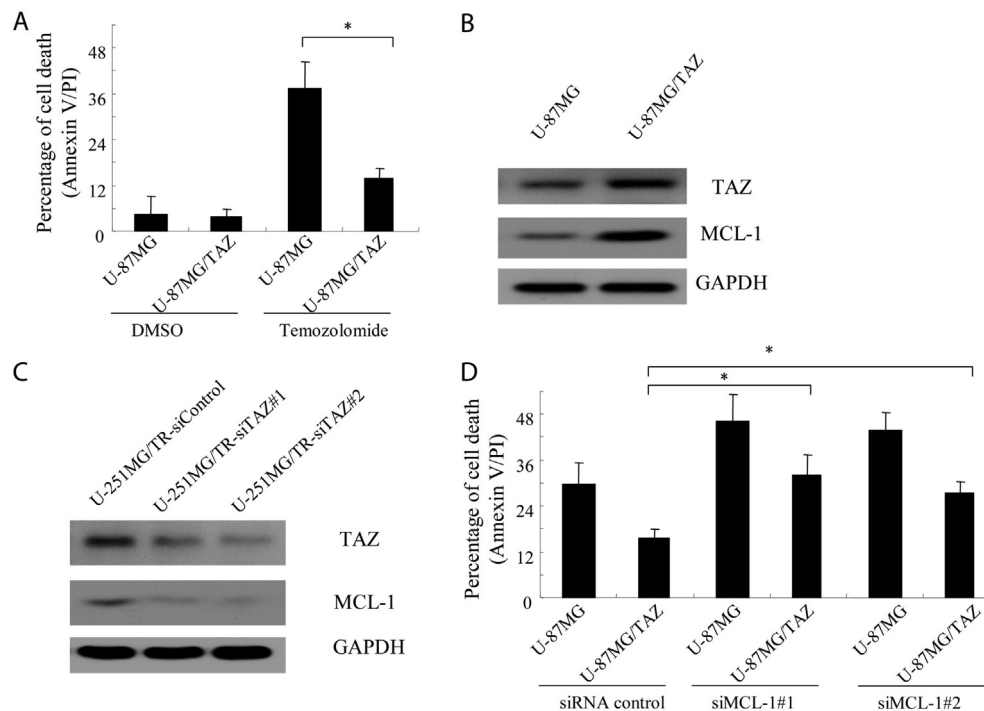 A
Percentage of cell death
(Annexin V/PI)
48
36
24
12
0
*
U-87MG
U-87MG/TAZ
U-87MG
U-87MG/TAZ
DMSO
Temozolomide
B
U-87MG
U-87MG/TAZ
TAZ
MCL-1
GAPDH
C
U-251MG/TR-siControl
U-251MG/TR-siTAZ#1
U-251MG/TR-siTAZ#2
TAZ
MCL-1
GAPDH
D
Percentage of cell death
(Annexin V/PI)
48
36
24
12
0
*
*
U-87MG
U-87MG/TAZ
U-87MG
U-87MG/TAZ
U-87MG
U-87MG/TAZ
siRNA control
siMCL-1#1
siMCL-1#2